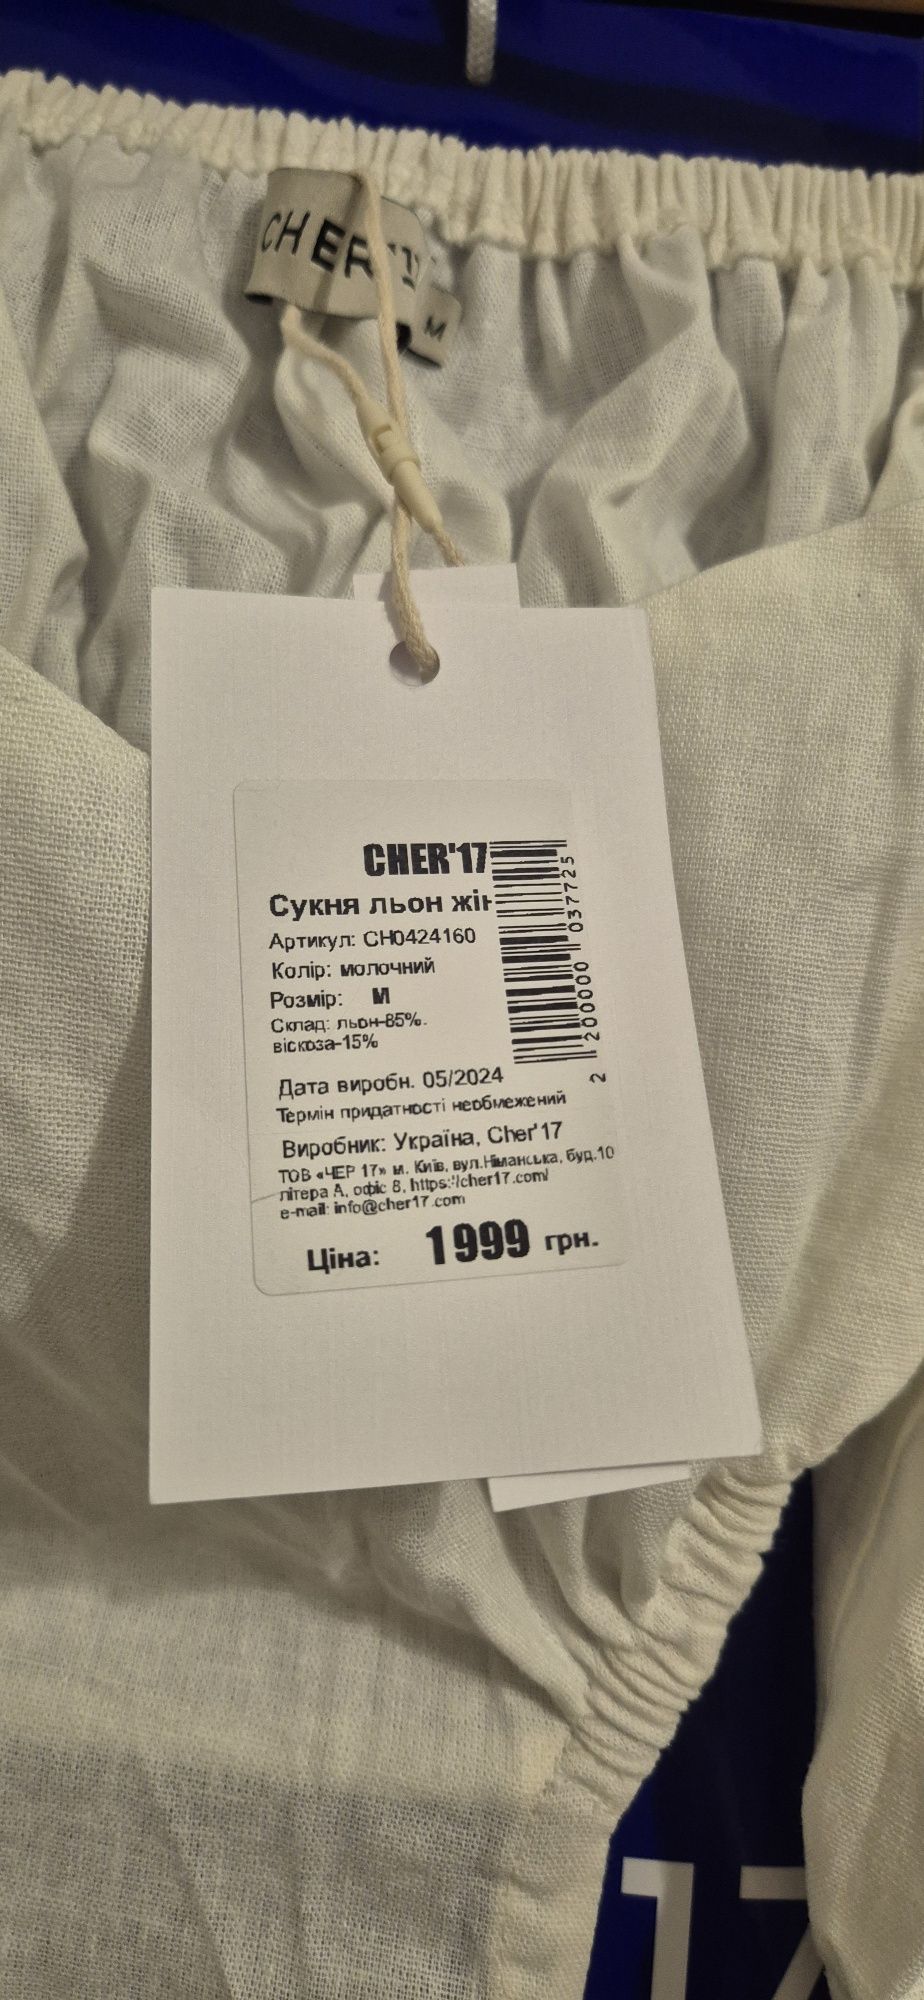 CHER'17
M
CHER'17
Сукня льон жін
Артикул: CH0424160
Колір: молочний
Розмір: M
Склад: льон-85%.
віскоза-15%
Дата виробн. 05/2024
Термін придатності необмежений
Виробник: Україна, Cher'17
ТОВ «ЧЕР 17» м. Київ, вул.Німанська, буд.10
літера А, офіс 8, https://cher17.com/
e-mail: info@cher17.com
Ціна: 1999 грн.
2 200000 037725
17